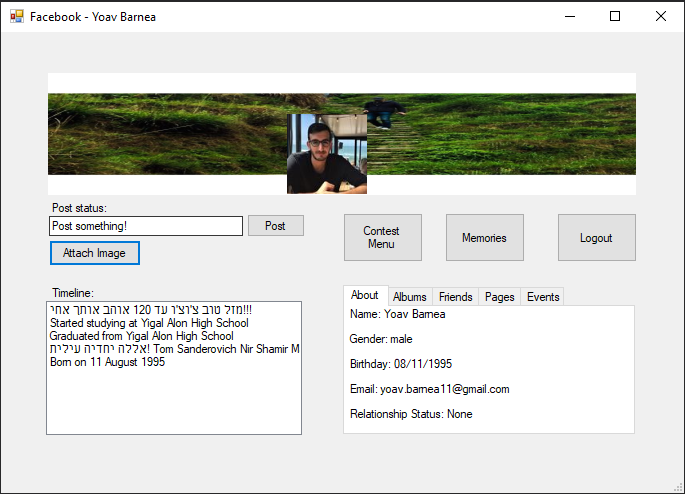 Facebook - Yoav Barnea
Post status:
Post something!
Post
Attach Image
Contest
Menu
Memories
Logout
Timeline:
מזל טוב צ'וצ'ו עד 120 אוהב אותך אחי!!!
Started studying at Yigal Alon High School
Graduated from Yigal Alon High School
אללה יחדיה עילית! Tom Sanderovich Nir Shamir M
Born on 11 August 1995
About
Albums
Friends
Pages
Events
Name: Yoav Barnea
Gender: male
Birthday: 08/11/1995
Email: yoav.barnea11@gmail.com
Relationship Status: None